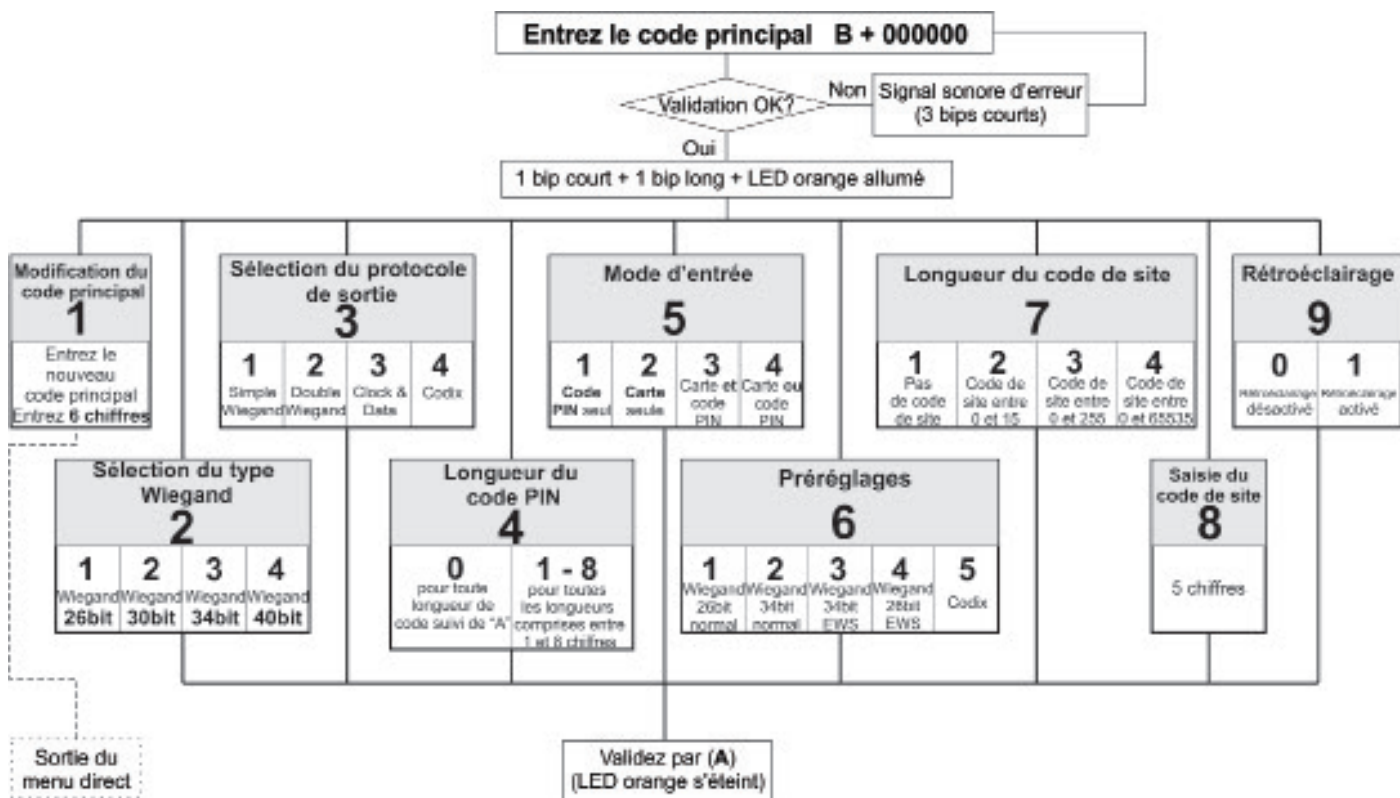 Entrez le code principal B + 000000
Validation OK?
Non
Signal sonore d'erreur
(3 bips courts)
Oui
1 bip court + 1 bip long + LED orange allumé
Modification du
code principal
1
Entrez le
nouveau
code principal
Entrez 6 chiffres
Sélection du protocole
de sortie
3
1
Simple
Wiegand
2
Double
Wiegand
3
Clock &
Data
4
Codix
Mode d'entrée
5
1
Code
PIN seul
2
Carte
seule
3
Carte et
code
PIN
4
Carte ou
code
PIN
Longueur du code de site
7
1
Pas
de code
de site
2
Code de
site entre
0 et 15
3
Code de
site entre
0 et 255
4
Code de
site entre
0 et 65535
Rétroéclairage
9
0
Rétroéclairage
désactivé
1
Rétroéclairage
activé
Sélection du type
Wiegand
2
1
Wiegand
26bit
2
Wiegand
30bit
3
Wiegand
34bit
4
Wiegand
40bit
Longueur du
code PIN
4
0
pour toute
longueur de
code suivi de "A"
1 - 8
pour toutes
les longueurs
comprises entre
1 et 8 chiffres
Préréglages
6
1
Wiegand
26bit
normal
2
Wiegand
34bit
normal
3
Wiegand
34bit
EWS
4
Wiegand
26bit
EWS
5
Codix
Saisie du
code de site
8
5 chiffres
Sortie du
menu direct
Validez par (A)
(LED orange s'éteint)